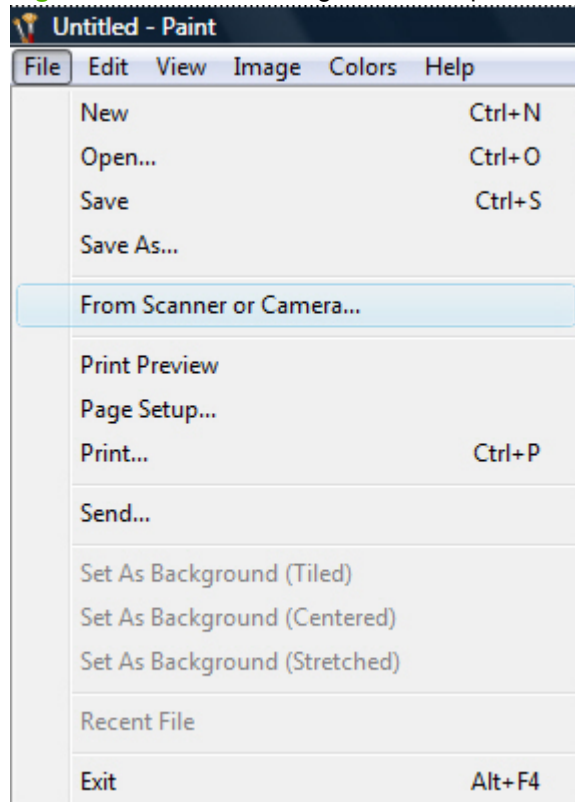 Untitled - Paint
File Edit View Image Colors Help
New Ctrl+N
Open... Ctrl+O
Save Ctrl+S
Save As...
From Scanner or Camera...
Print Preview
Page Setup...
Print... Ctrl+P
Send...
Set As Background (Tiled)
Set As Background (Centered)
Set As Background (Stretched)
Recent File
Exit Alt+F4